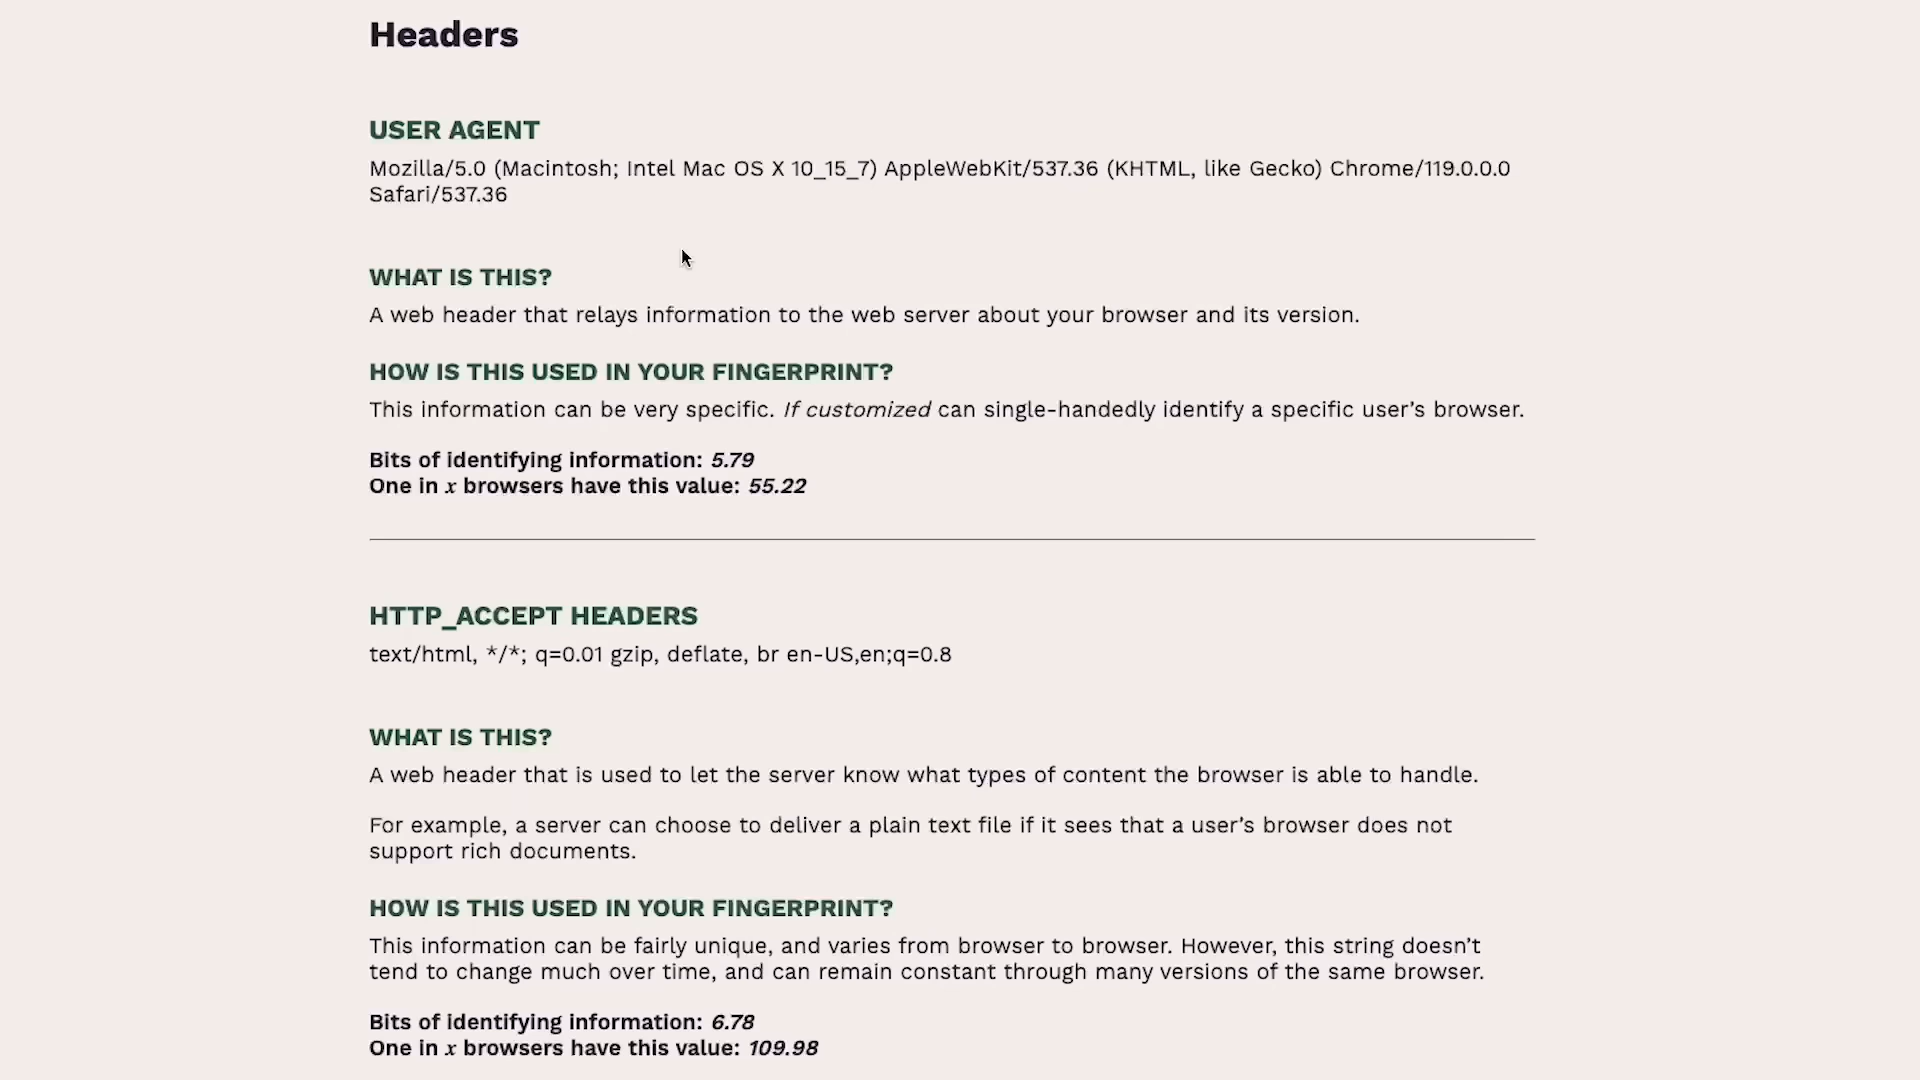 Headers
USER AGENT
Mozilla/5.0 (Macintosh; Intel Mac OS X 10_15_7) AppleWebKit/537.36 (KHTML, like Gecko) Chrome/119.0.0.0
Safari/537.36
WHAT IS THIS?
A web header that relays information to the web server about your browser and its version.
HOW IS THIS USED IN YOUR FINGERPRINT?
This information can be very specific. If customized can single-handedly identify a specific user’s browser.
Bits of identifying information: 5.79
One in x browsers have this value: 55.22
HTTP_ACCEPT HEADERS
text/html, */*; q=0.01 gzip, deflate, br en-US,en;q=0.8
WHAT IS THIS?
A web header that is used to let the server know what types of content the browser is able to handle.
For example, a server can choose to deliver a plain text file if it sees that a user’s browser does not
support rich documents.
HOW IS THIS USED IN YOUR FINGERPRINT?
This information can be fairly unique, and varies from browser to browser. However, this string doesn’t
tend to change much over time, and can remain constant through many versions of the same browser.
Bits of identifying information: 6.78
One in x browsers have this value: 109.98